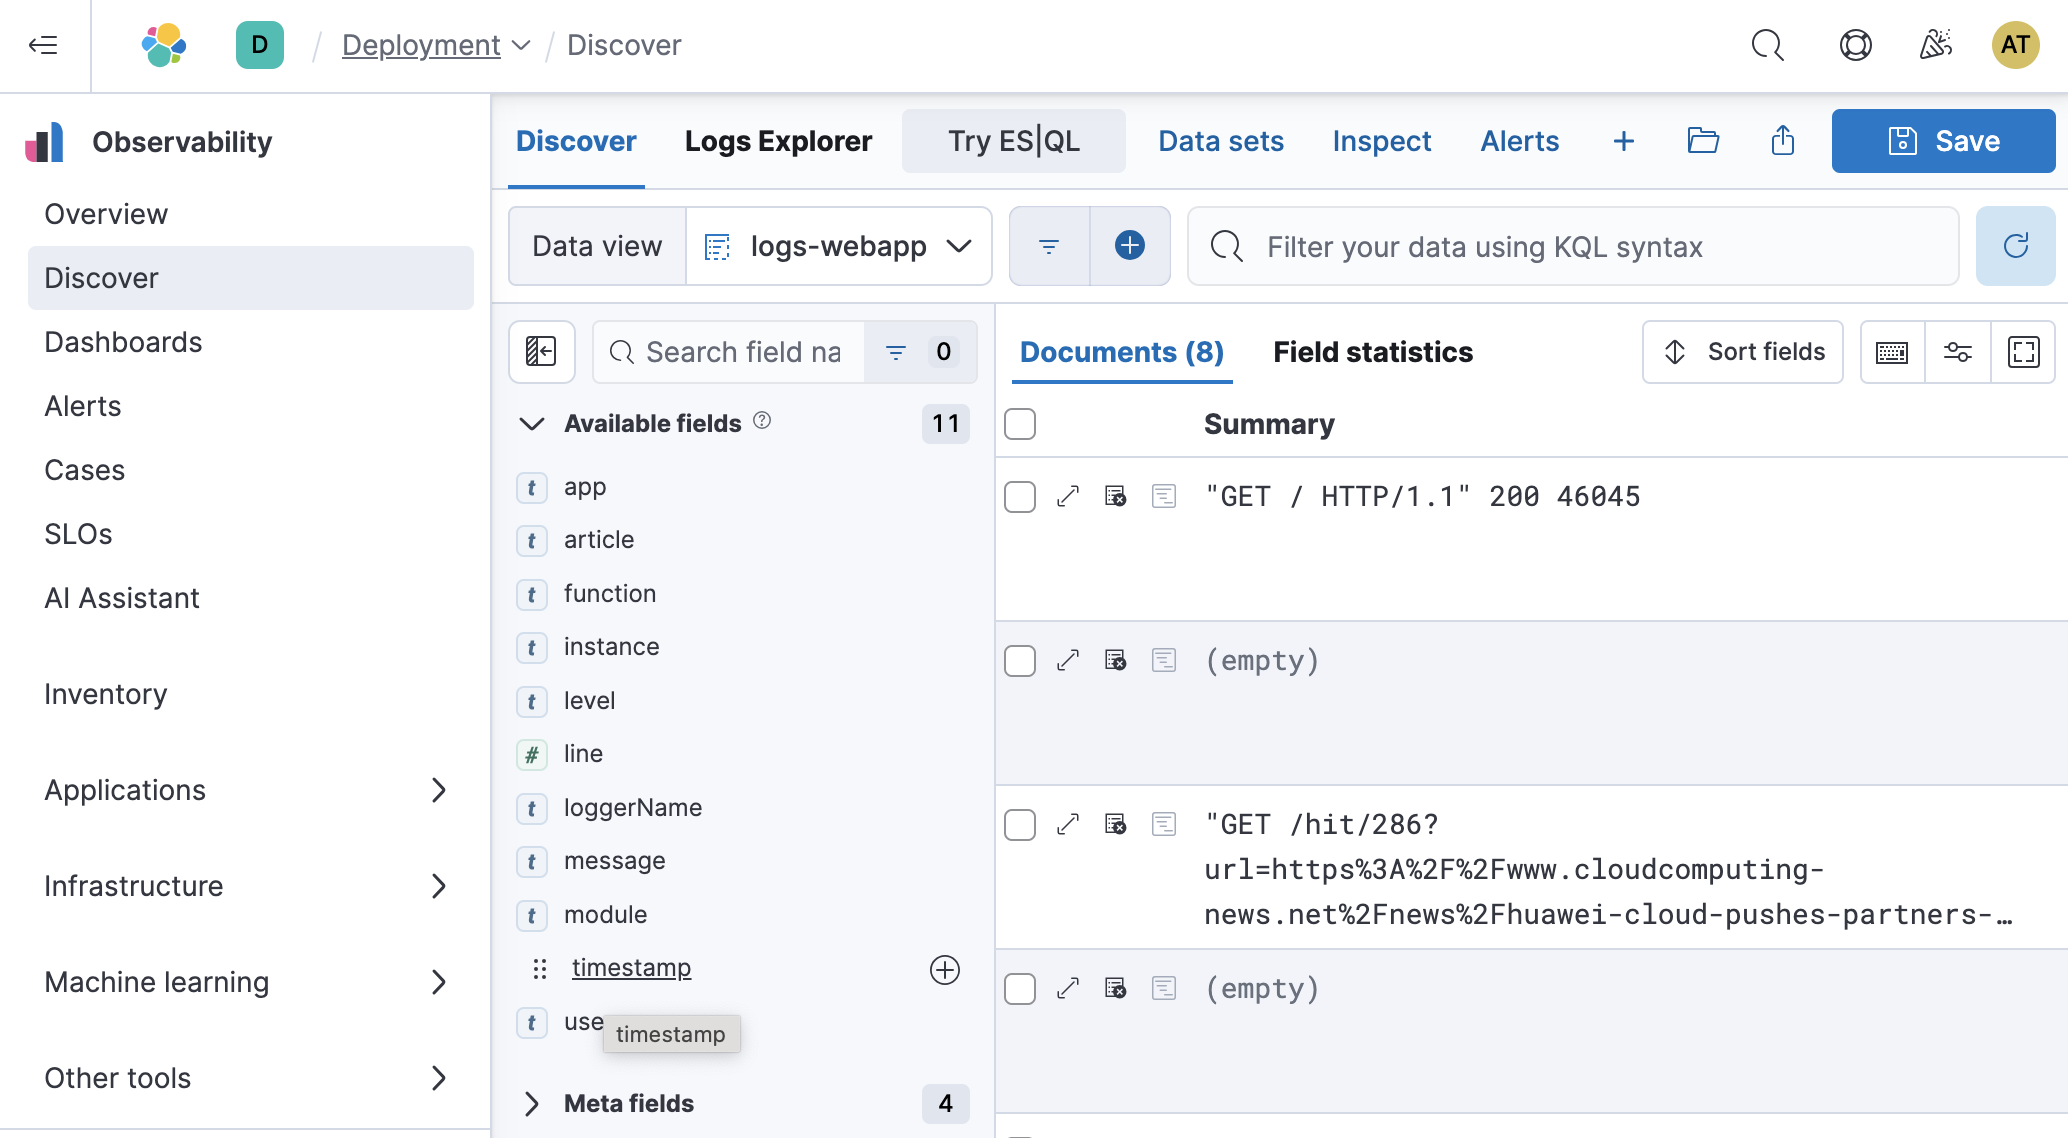 D / Deployment / Discover
AT
Observability
Overview
Discover
Dashboards
Alerts
Cases
SLOs
AI Assistant
Inventory
Applications
Infrastructure
Machine learning
Other tools
Discover Logs Explorer Try ES|QL Data sets Inspect Alerts + Save
Data view logs-webapp Filter your data using KQL syntax
Search field na 0
Available fields ? 11
t app
t article
t function
t instance
t level
# line
t loggerName
t message
t module
timestamp
t use
timestamp
Meta fields 4
Documents (8) Field statistics Sort fields
Summary
"GET / HTTP/1.1" 200 46045
(empty)
"GET /hit/286?
url=https%3A%2F%2Fwww.cloudcomputing-
news.net%2Fnews%2Fhuawei-cloud-pushes-partners-…
(empty)